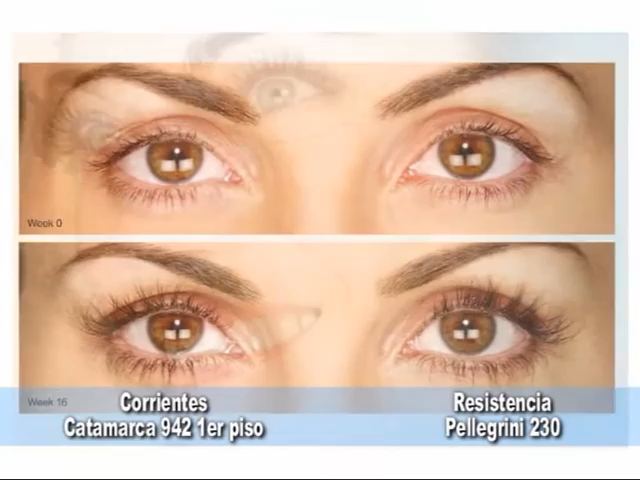 Week 0
Week 16
Corrientes
Catamarca 942 1er piso
Resistencia
Pellegrini 230